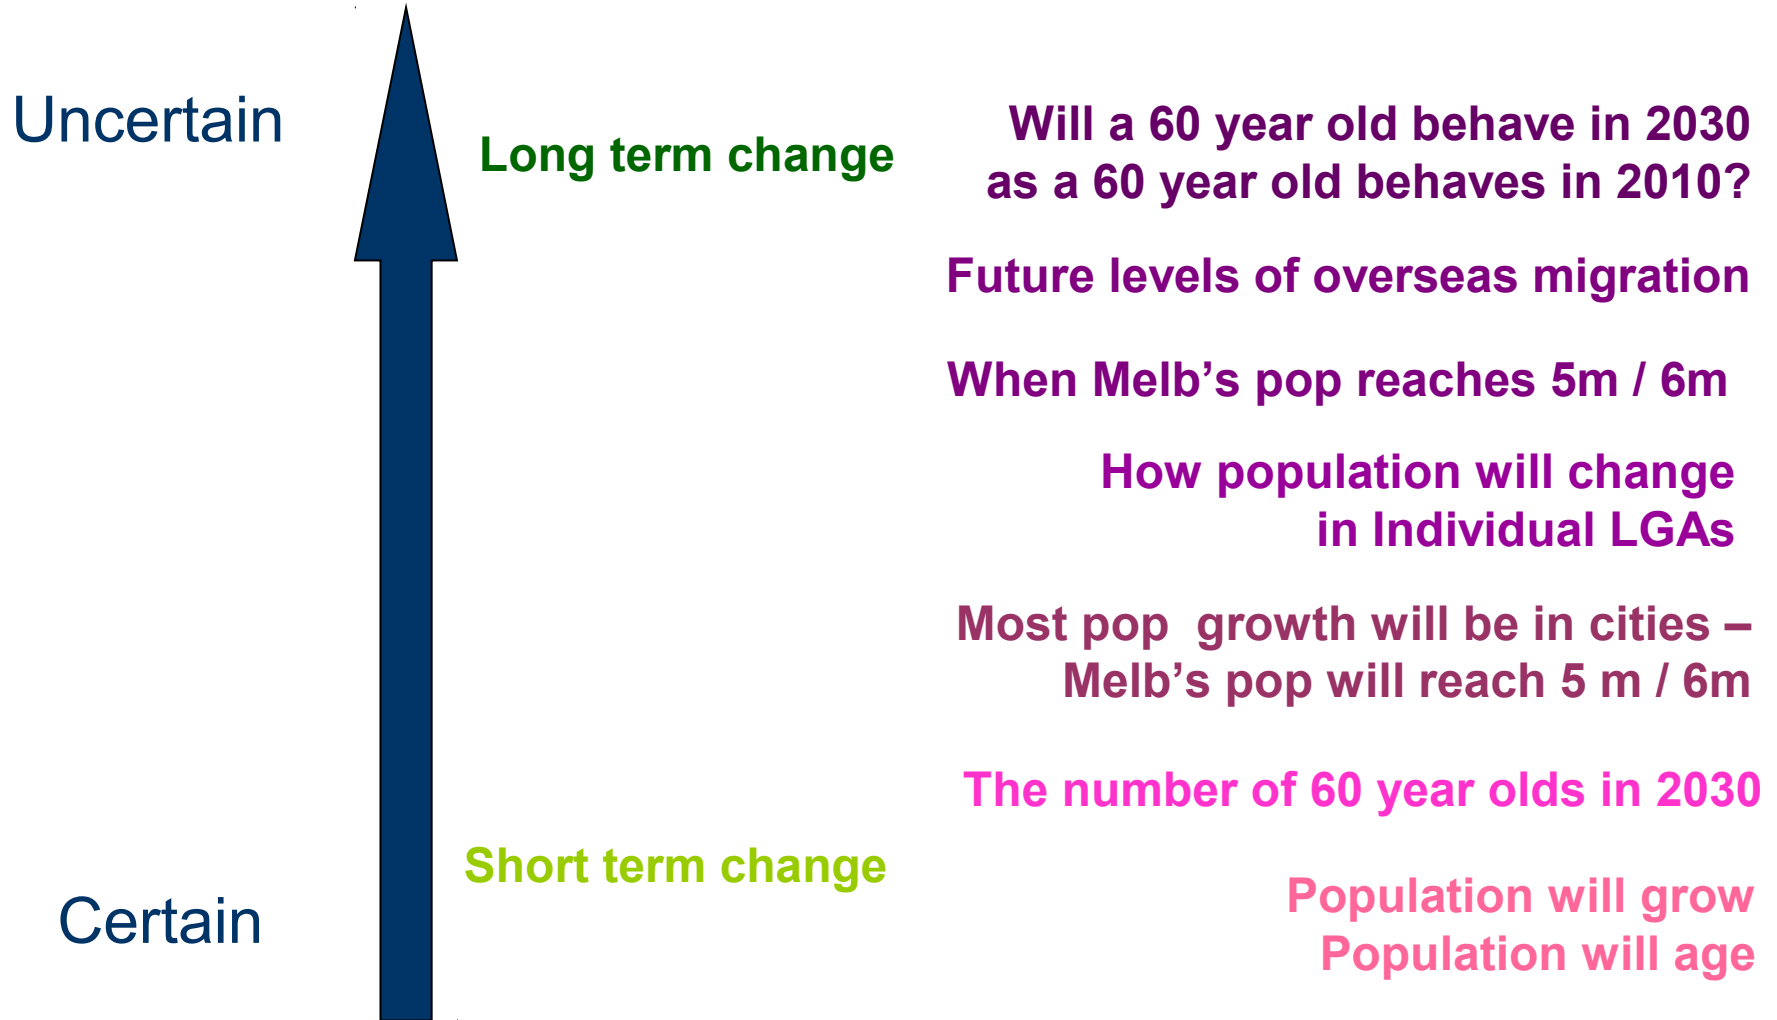 Uncertain
Long term change
Will a 60 year old behave in 2030
as a 60 year old behaves in 2010?
Future levels of overseas migration
When Melb’s pop reaches 5m / 6m
How population will change
in Individual LGAs
Most pop  growth will be in cities –
Melb’s pop will reach 5 m / 6m
The number of 60 year olds in 2030
Short term change
Certain
Population will grow
Population will age